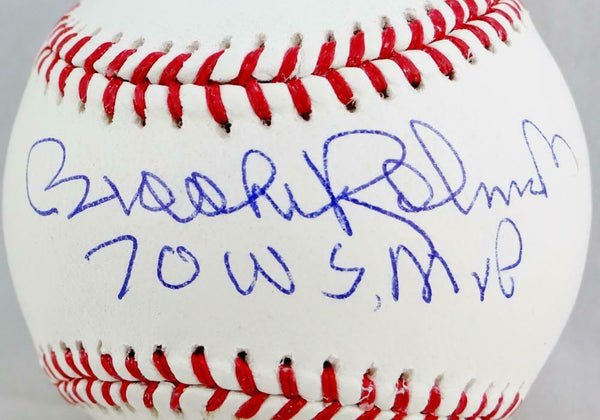 Brooks Robinson
70 W S, MVP